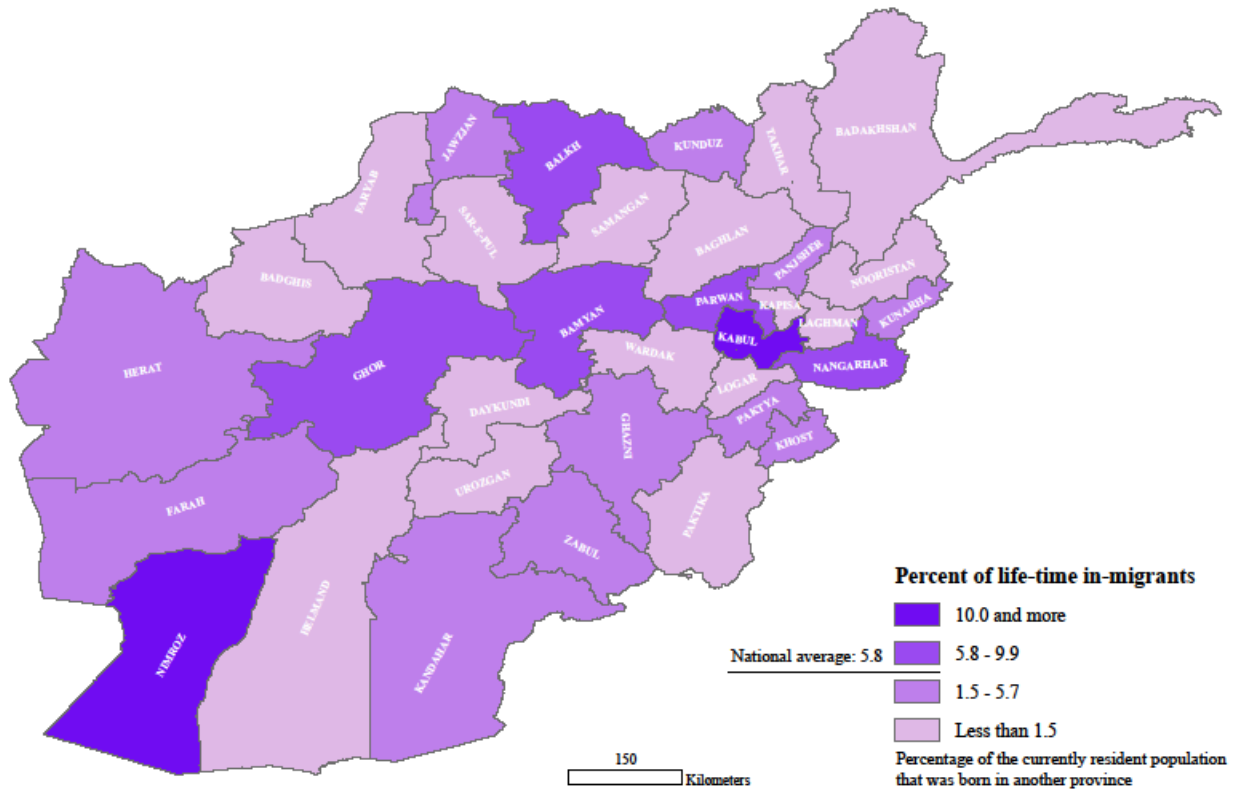 BADAKHSHAN
TAKHAR
KUNDUZ
BALKH
JAWZJAN
FARYAB
SAR-E-PUL
SAMANGAN
BAGHLAN
PANJSHER
NOORISTAN
BADGHIS
KUNARHA
PARWAN
KAPISA
LAGHMAN
BAMYAN
KABUL
WARDAK
NANGARHAR
HERAT
GHOR
LOGAR
DAYKUNDI
PAKTYA
GHAZNI
KHOST
UROZGAN
FARAH
PAKTIKA
ZABUL
HELMAND
NIMROZ
KANDAHAR
Percent of life-time in-migrants
10.0 and more
National average: 5.8
5.8 - 9.9
1.5 - 5.7
Less than 1.5
150
Kilometers
Percentage of the currently resident population
that was born in another province